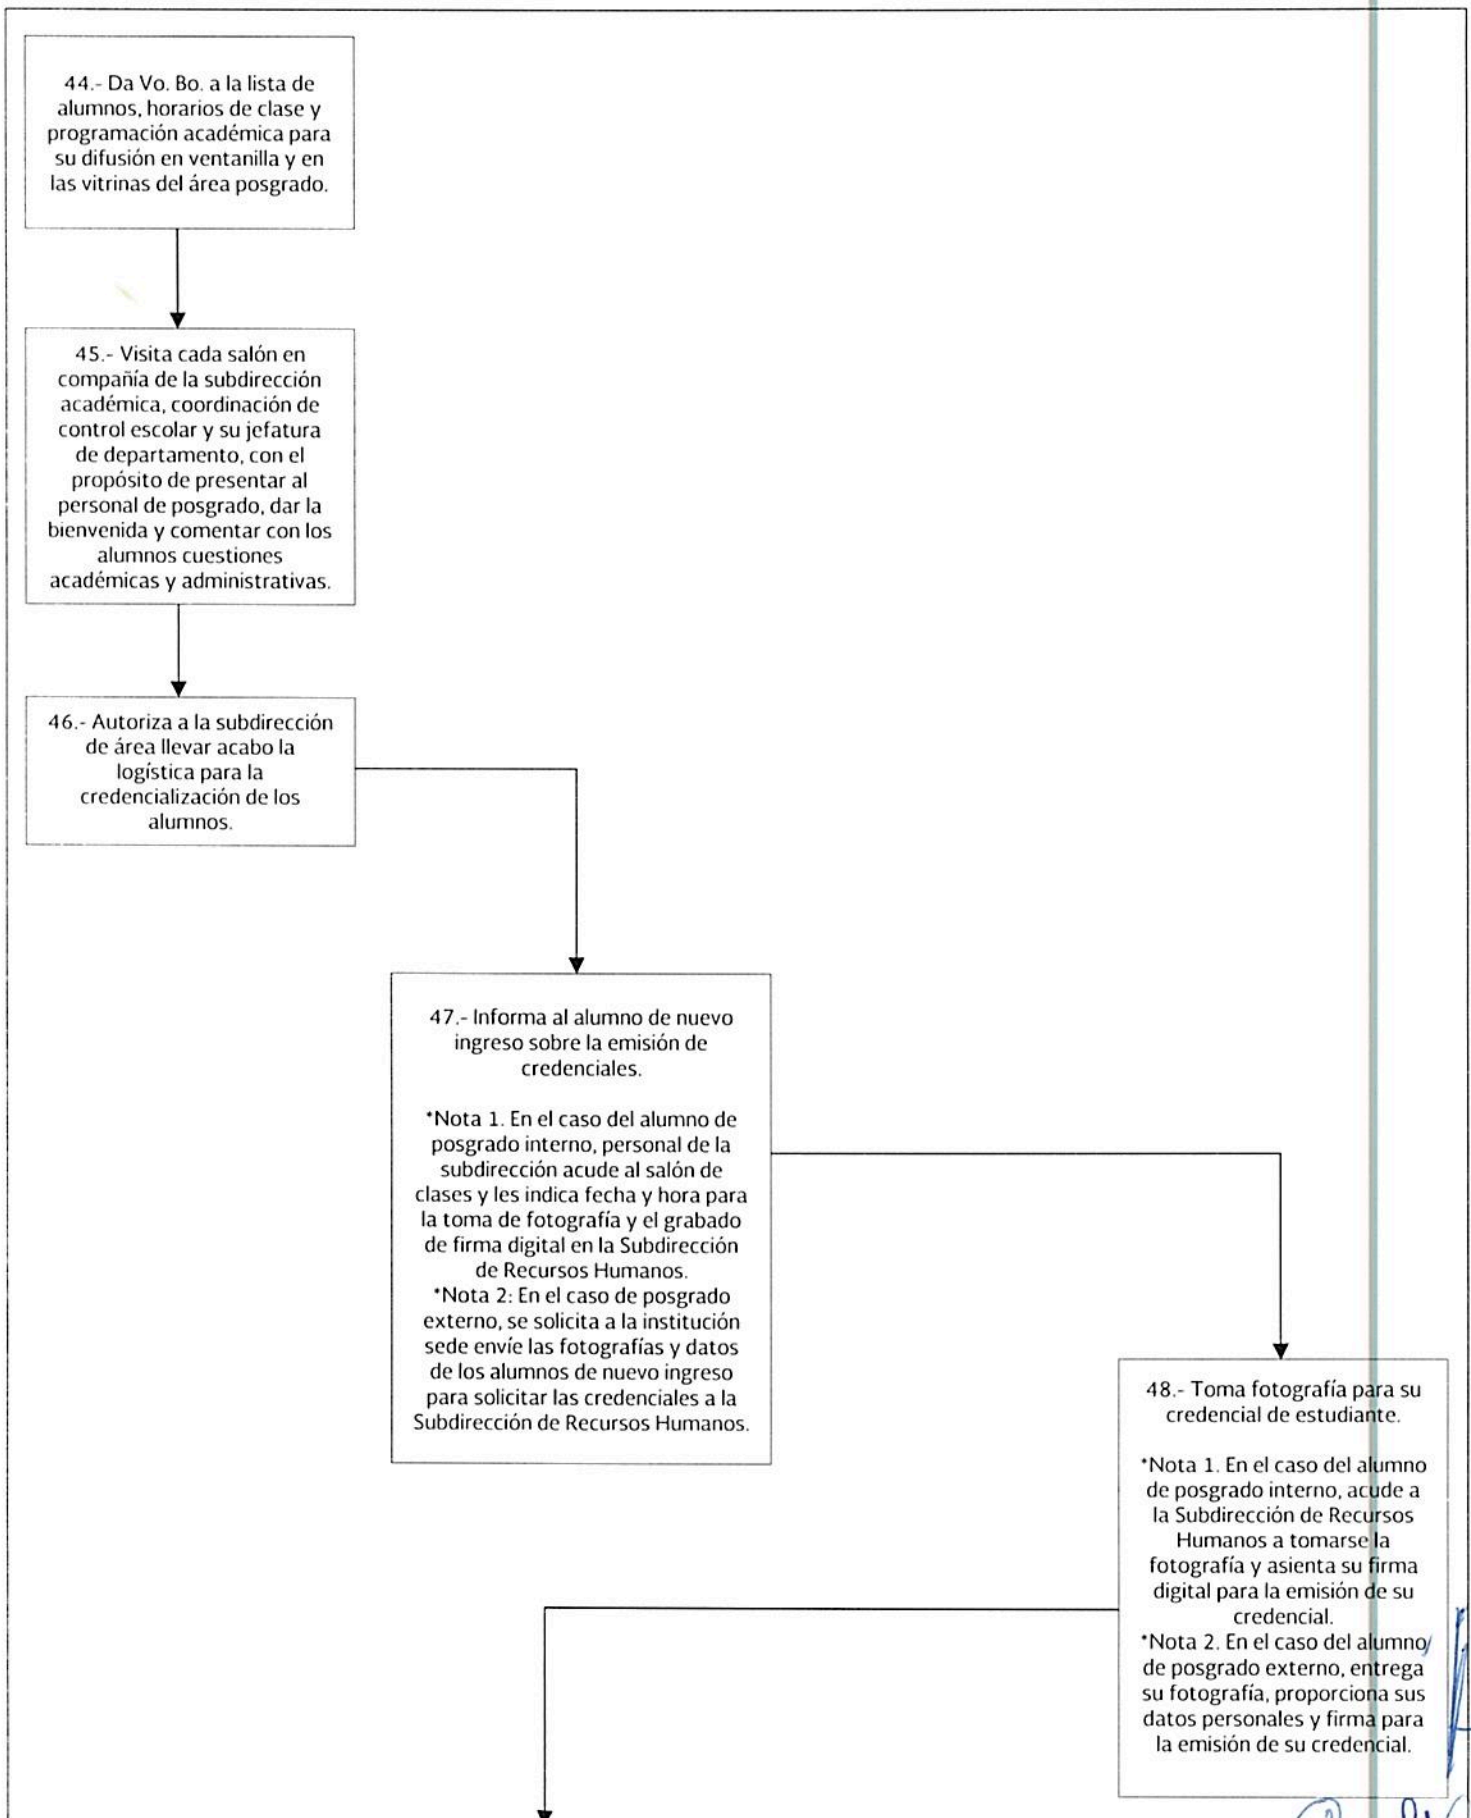 44.- Da Vo. Bo. a la lista de
alumnos, horarios de clase y
programación académica para
su difusión en ventanilla y en
las vitrinas del área posgrado.
45.- Visita cada salón en
compañía de la subdirección
académica, coordinación de
control escolar y su jefatura
de departamento, con el
propósito de presentar al
personal de posgrado, dar la
bienvenida y comentar con los
alumnos cuestiones
académicas y administrativas.
46.- Autoriza a la subdirección
de área llevar acabo la
logística para la
credencialización de los
alumnos.
47.- Informa al alumno de nuevo
ingreso sobre la emisión de
credenciales.
*Nota 1. En el caso del alumno de
posgrado interno, personal de la
subdirección acude al salón de
clases y les indica fecha y hora para
la toma de fotografía y el grabado
de firma digital en la Subdirección
de Recursos Humanos.
*Nota 2: En el caso de posgrado
externo, se solicita a la institución
sede envíe las fotografías y datos
de los alumnos de nuevo ingreso
para solicitar las credenciales a la
Subdirección de Recursos Humanos.
48.- Toma fotografía para su
credencial de estudiante.
*Nota 1. En el caso del alumno
de posgrado interno, acude a
la Subdirección de Recursos
Humanos a tomarse la
fotografía y asienta su firma
digital para la emisión de su
credencial.
*Nota 2. En el caso del alumno
de posgrado externo, entrega
su fotografía, proporciona sus
datos personales y firma para
la emisión de su credencial.